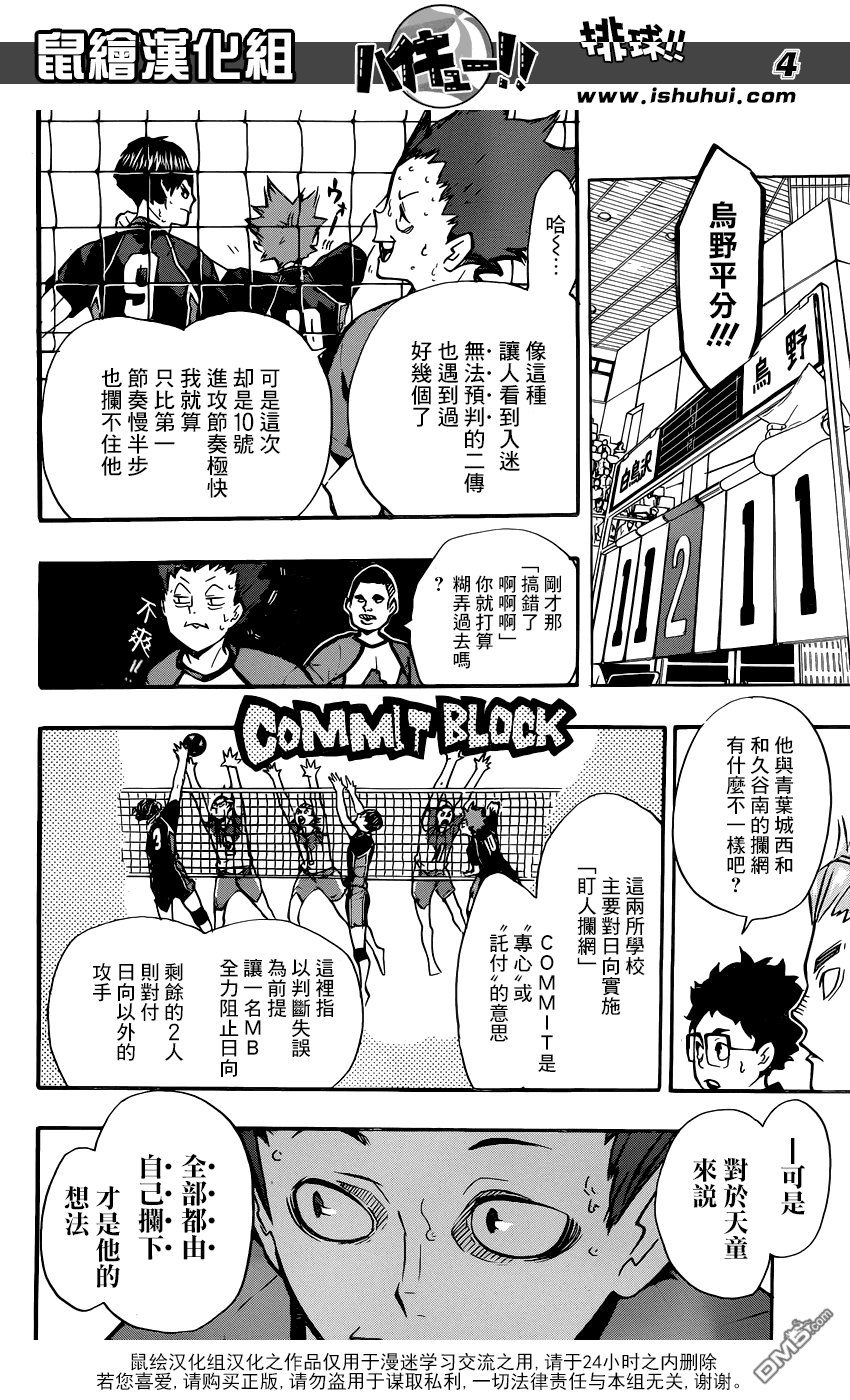 鼠繪漢化組
ハイキュー!!
排球!!
4
www.ishuhui.com
烏野平分!!!
烏野
白鳥沢
11
2
11
哈~…
像這種
讓人看到入迷
無法預判的二傳
也遇到過
好幾個了
ウォ
9
10
可是這次
卻是10號
進攻節奏極快
我就算
只比第一
節奏慢半步
也攔不住他
剛才那
「搞錯了
啊啊啊」
你就打算
糊弄過去嗎
?
不爽!!
他與青葉城西和
和久谷南的攔網
有什麼不一樣吧?
COMMIT BLOCK
3
10
這兩所學校
主要對日向實施
「盯人攔網」
COMMIT是
"專心"或
"託付"的意思
這裡指
以判斷失誤
為前提
讓一名MB
全力阻止日向
剩餘的2人
則對付
日向以外的
攻手
—可是
對於天童
來說
全部都由
自己攔下
才是他的
想法
DM5.com
鼠绘汉化组汉化之作品仅用于漫迷学习交流之用, 请于24小时之内删除
若您喜爱, 请购买正版, 请勿用于谋取私利, 一切法律责任与本组无关, 谢谢。